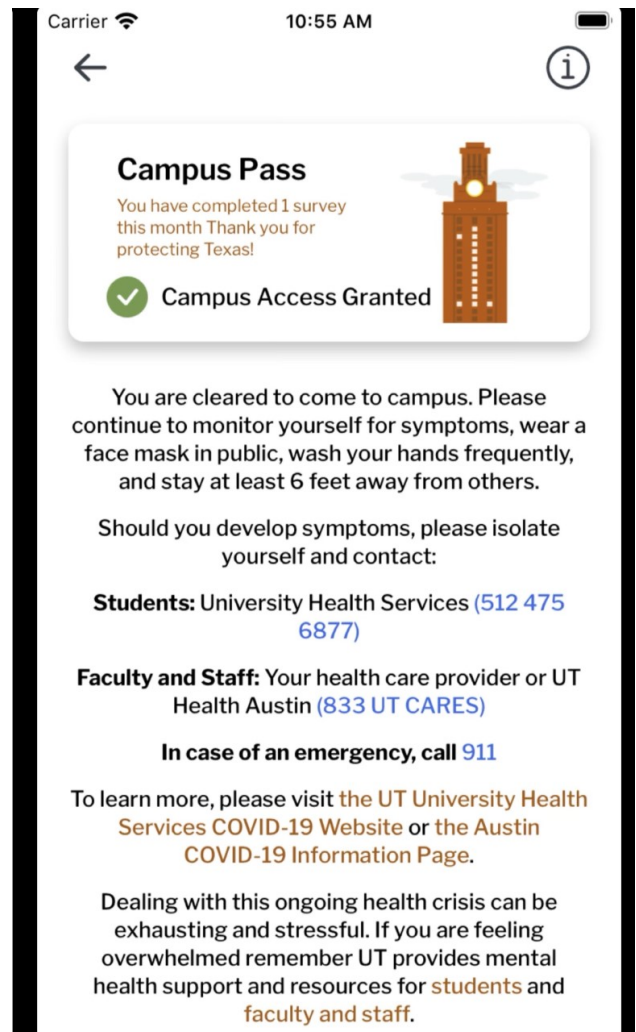 Carrier 10:55 AM
Campus Pass
You have completed 1 survey
this month Thank you for
protecting Texas!
Campus Access Granted
You are cleared to come to campus. Please
continue to monitor yourself for symptoms, wear a
face mask in public, wash your hands frequently,
and stay at least 6 feet away from others.
Should you develop symptoms, please isolate
yourself and contact:
Students: University Health Services (512 475
6877)
Faculty and Staff: Your health care provider or UT
Health Austin (833 UT CARES)
In case of an emergency, call 911
To learn more, please visit the UT University Health
Services COVID-19 Website or the Austin
COVID-19 Information Page.
Dealing with this ongoing health crisis can be
exhausting and stressful. If you are feeling
overwhelmed remember UT provides mental
health support and resources for students and
faculty and staff.